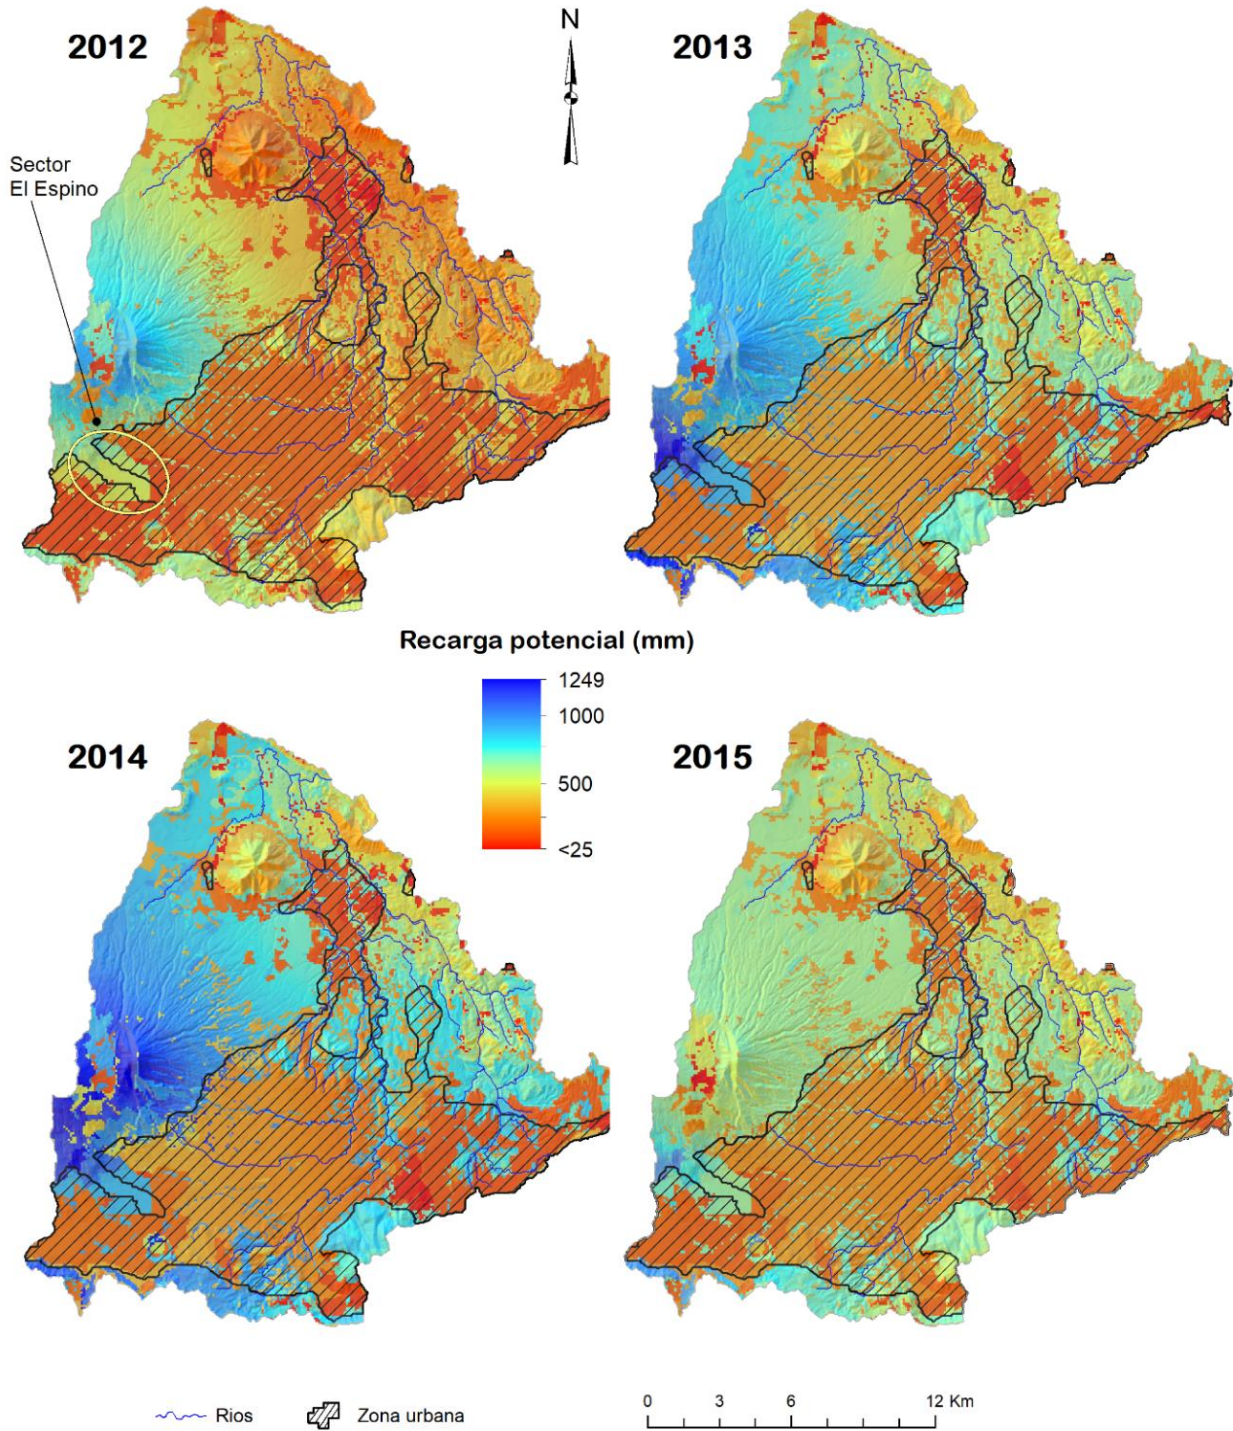 2012
N
2013
Sector
El Espino
Recarga potencial (mm)
1249
1000
500
<25
2014
2015
Rios
Zona urbana
0 3 6 12 Km